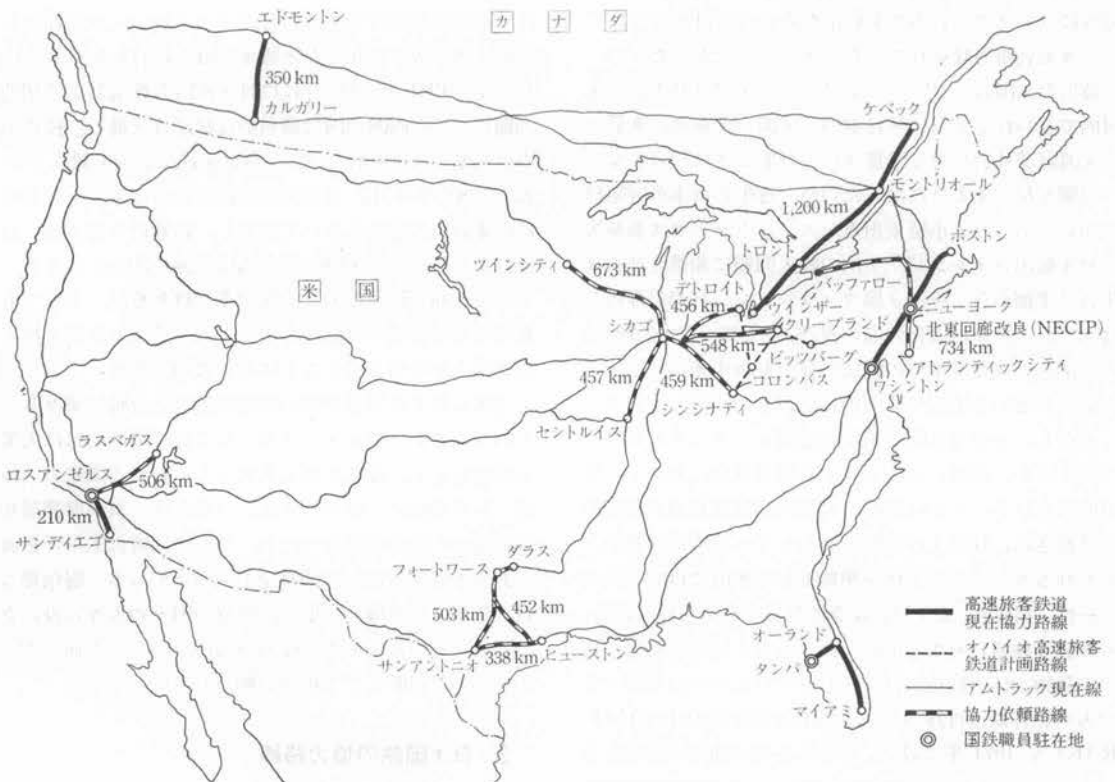 カナダ
エドモントン
350 km
カルガリー
ケベック
モントリオール
1,200 km
ボストン
トロント
ツインシティ
673 km
バッファロー
デトロイト
米国
456 km
ウインザー
ニューヨーク
シカゴ
クリーブランド
北東回廊改良(NECIP)
548 km
734 km
ピッツバーグ
アトランティックシティ
457 km
459 km
コロンバス
ワシントン
シンシナティ
セントルイス
ラスベガス
ロスアンゼルス
506 km
210 km
サンディエゴ
ダラス
フォートワース
503 km
452 km
サンアントニオ
338 km
ヒューストン
オーランド
タンパ
マイアミ
高速旅客鉄道
現在協力路線
オハイオ高速旅客
鉄道計画路線
アムトラック現在線
協力依頼路線
国鉄職員駐在地